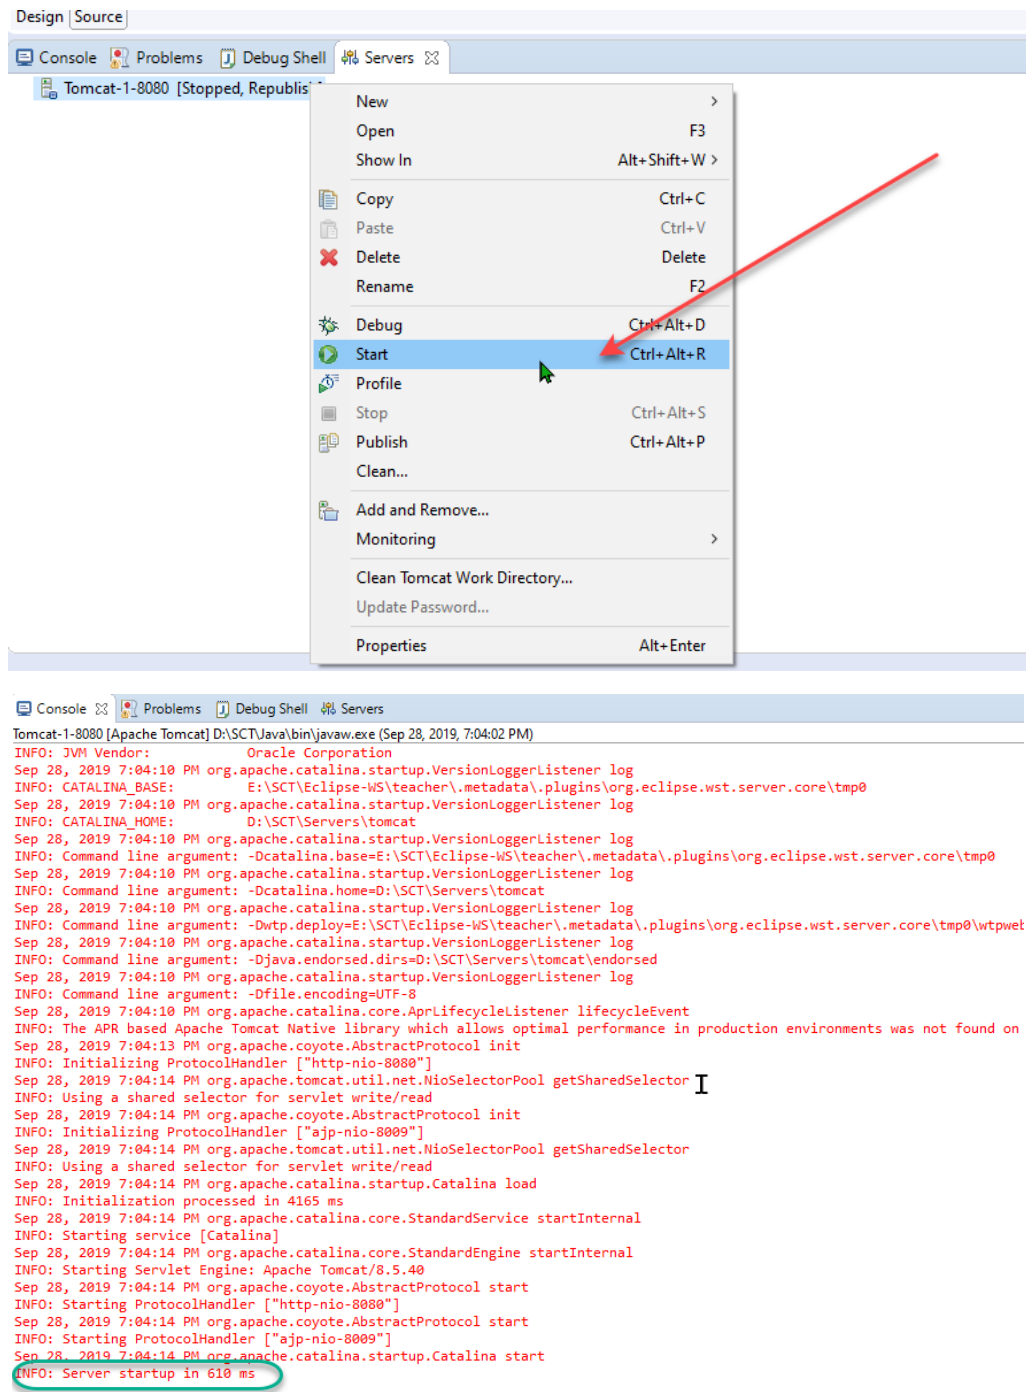 Design Source
Console Problems Debug Shell Servers
Tomcat-1-8080 [Stopped, Republis
New
Open F3
Show In Alt+Shift+W
Copy Ctrl+C
Paste Ctrl+V
Delete Delete
Rename F2
Debug Ctrl+Alt+D
Start Ctrl+Alt+R
Profile
Stop Ctrl+Alt+S
Publish Ctrl+Alt+P
Clean...
Add and Remove...
Monitoring
Clean Tomcat Work Directory...
Update Password...
Properties Alt+Enter
Console Problems Debug Shell Servers
Tomcat-1-8080 [Apache Tomcat] D:\SCT\Java\bin\javaw.exe (Sep 28, 2019, 7:04:02 PM)
INFO: JVM Vendor: Oracle Corporation
Sep 28, 2019 7:04:10 PM org.apache.catalina.startup.VersionLoggerListener log
INFO: CATALINA_BASE: E:\SCT\Eclipse-WS\teacher\.metadata\.plugins\org.eclipse.wst.server.core\tmp0
Sep 28, 2019 7:04:10 PM org.apache.catalina.startup.VersionLoggerListener log
INFO: CATALINA_HOME: D:\SCT\Servers\tomcat
Sep 28, 2019 7:04:10 PM org.apache.catalina.startup.VersionLoggerListener log
INFO: Command line argument: -Dcatalina.base=E:\SCT\Eclipse-WS\teacher\.metadata\.plugins\org.eclipse.wst.server.core\tmp0
Sep 28, 2019 7:04:10 PM org.apache.catalina.startup.VersionLoggerListener log
INFO: Command line argument: -Dcatalina.home=D:\SCT\Servers\tomcat
Sep 28, 2019 7:04:10 PM org.apache.catalina.startup.VersionLoggerListener log
INFO: Command line argument: -Dwtp.deploy=E:\SCT\Eclipse-WS\teacher\.metadata\.plugins\org.eclipse.wst.server.core\tmp0\wtpweb
Sep 28, 2019 7:04:10 PM org.apache.catalina.startup.VersionLoggerListener log
INFO: Command line argument: -Djava.endorsed.dirs=D:\SCT\Servers\tomcat\endorsed
Sep 28, 2019 7:04:10 PM org.apache.catalina.startup.VersionLoggerListener log
INFO: Command line argument: -Dfile.encoding=UTF-8
Sep 28, 2019 7:04:10 PM org.apache.catalina.core.AprLifecycleListener lifecycleEvent
INFO: The APR based Apache Tomcat Native library which allows optimal performance in production environments was not found on
Sep 28, 2019 7:04:13 PM org.apache.coyote.AbstractProtocol init
INFO: Initializing ProtocolHandler ["http-nio-8080"]
Sep 28, 2019 7:04:14 PM org.apache.tomcat.util.net.NioSelectorPool getSharedSelector
INFO: Using a shared selector for servlet write/read
Sep 28, 2019 7:04:14 PM org.apache.coyote.AbstractProtocol init
INFO: Initializing ProtocolHandler ["ajp-nio-8009"]
Sep 28, 2019 7:04:14 PM org.apache.tomcat.util.net.NioSelectorPool getSharedSelector
INFO: Using a shared selector for servlet write/read
Sep 28, 2019 7:04:14 PM org.apache.catalina.startup.Catalina load
INFO: Initialization processed in 4165 ms
Sep 28, 2019 7:04:14 PM org.apache.catalina.core.StandardService startInternal
INFO: Starting service [Catalina]
Sep 28, 2019 7:04:14 PM org.apache.catalina.core.StandardEngine startInternal
INFO: Starting Servlet Engine: Apache Tomcat/8.5.40
Sep 28, 2019 7:04:14 PM org.apache.coyote.AbstractProtocol start
INFO: Starting ProtocolHandler ["http-nio-8080"]
Sep 28, 2019 7:04:14 PM org.apache.coyote.AbstractProtocol start
INFO: Starting ProtocolHandler ["ajp-nio-8009"]
Sep 28, 2019 7:04:14 PM org.apache.catalina.startup.Catalina start
INFO: Server startup in 610 ms